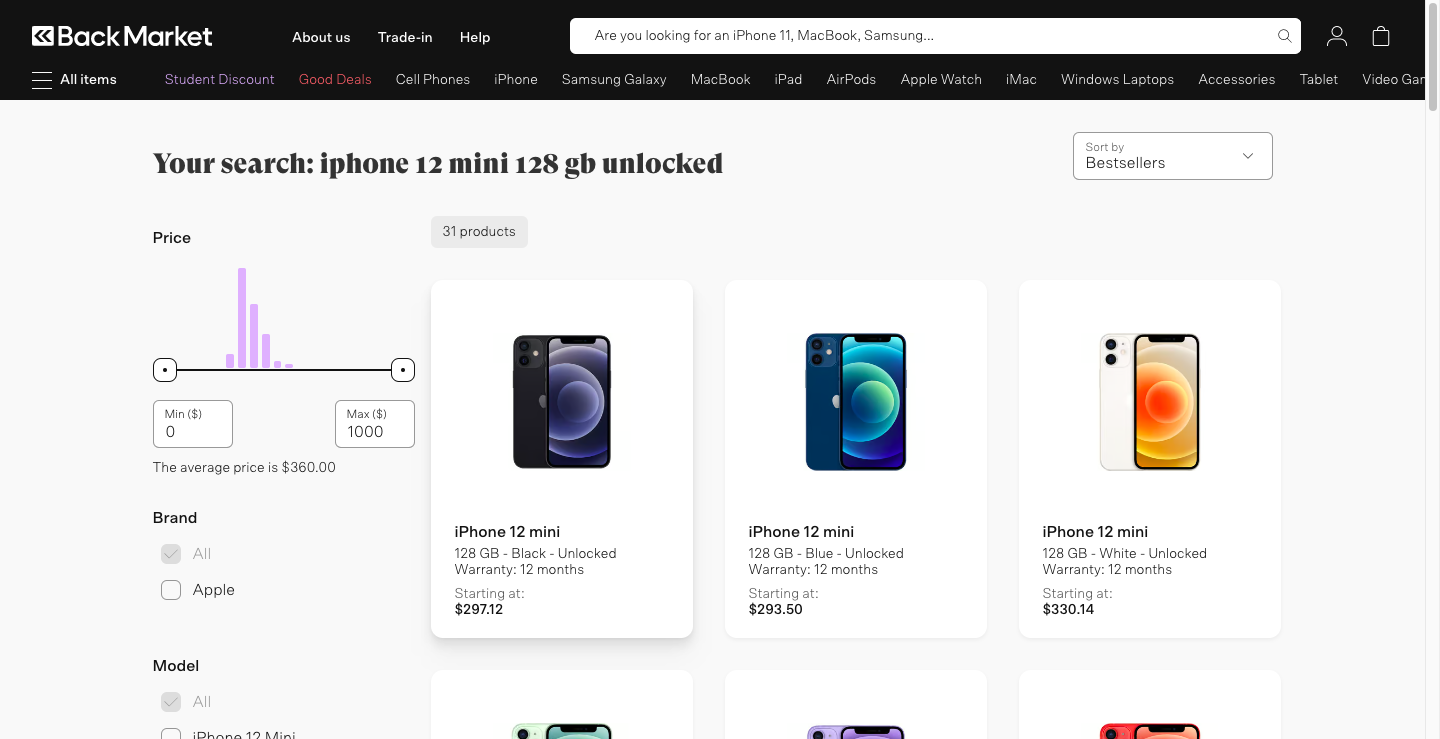 BackMarket
About us
Trade-in
Help
Are you looking for an iPhone 11, MacBook, Samsung...
All items
Student Discount
Good Deals
Cell Phones
iPhone
Samsung Galaxy
MacBook
iPad
AirPods
Apple Watch
iMac
Windows Laptops
Accessories
Tablet
Video Gam
Your search: iphone 12 mini 128 gb unlocked
Sort by
Bestsellers
Price
31 products
Min ($)
0
Max ($)
1000
The average price is $360.00
Brand
All
Apple
Model
All
iPhone 12 Mini
iPhone 12 mini
128 GB - Black - Unlocked
Warranty: 12 months
Starting at:
$297.12
iPhone 12 mini
128 GB - Blue - Unlocked
Warranty: 12 months
Starting at:
$293.50
iPhone 12 mini
128 GB - White - Unlocked
Warranty: 12 months
Starting at:
$330.14